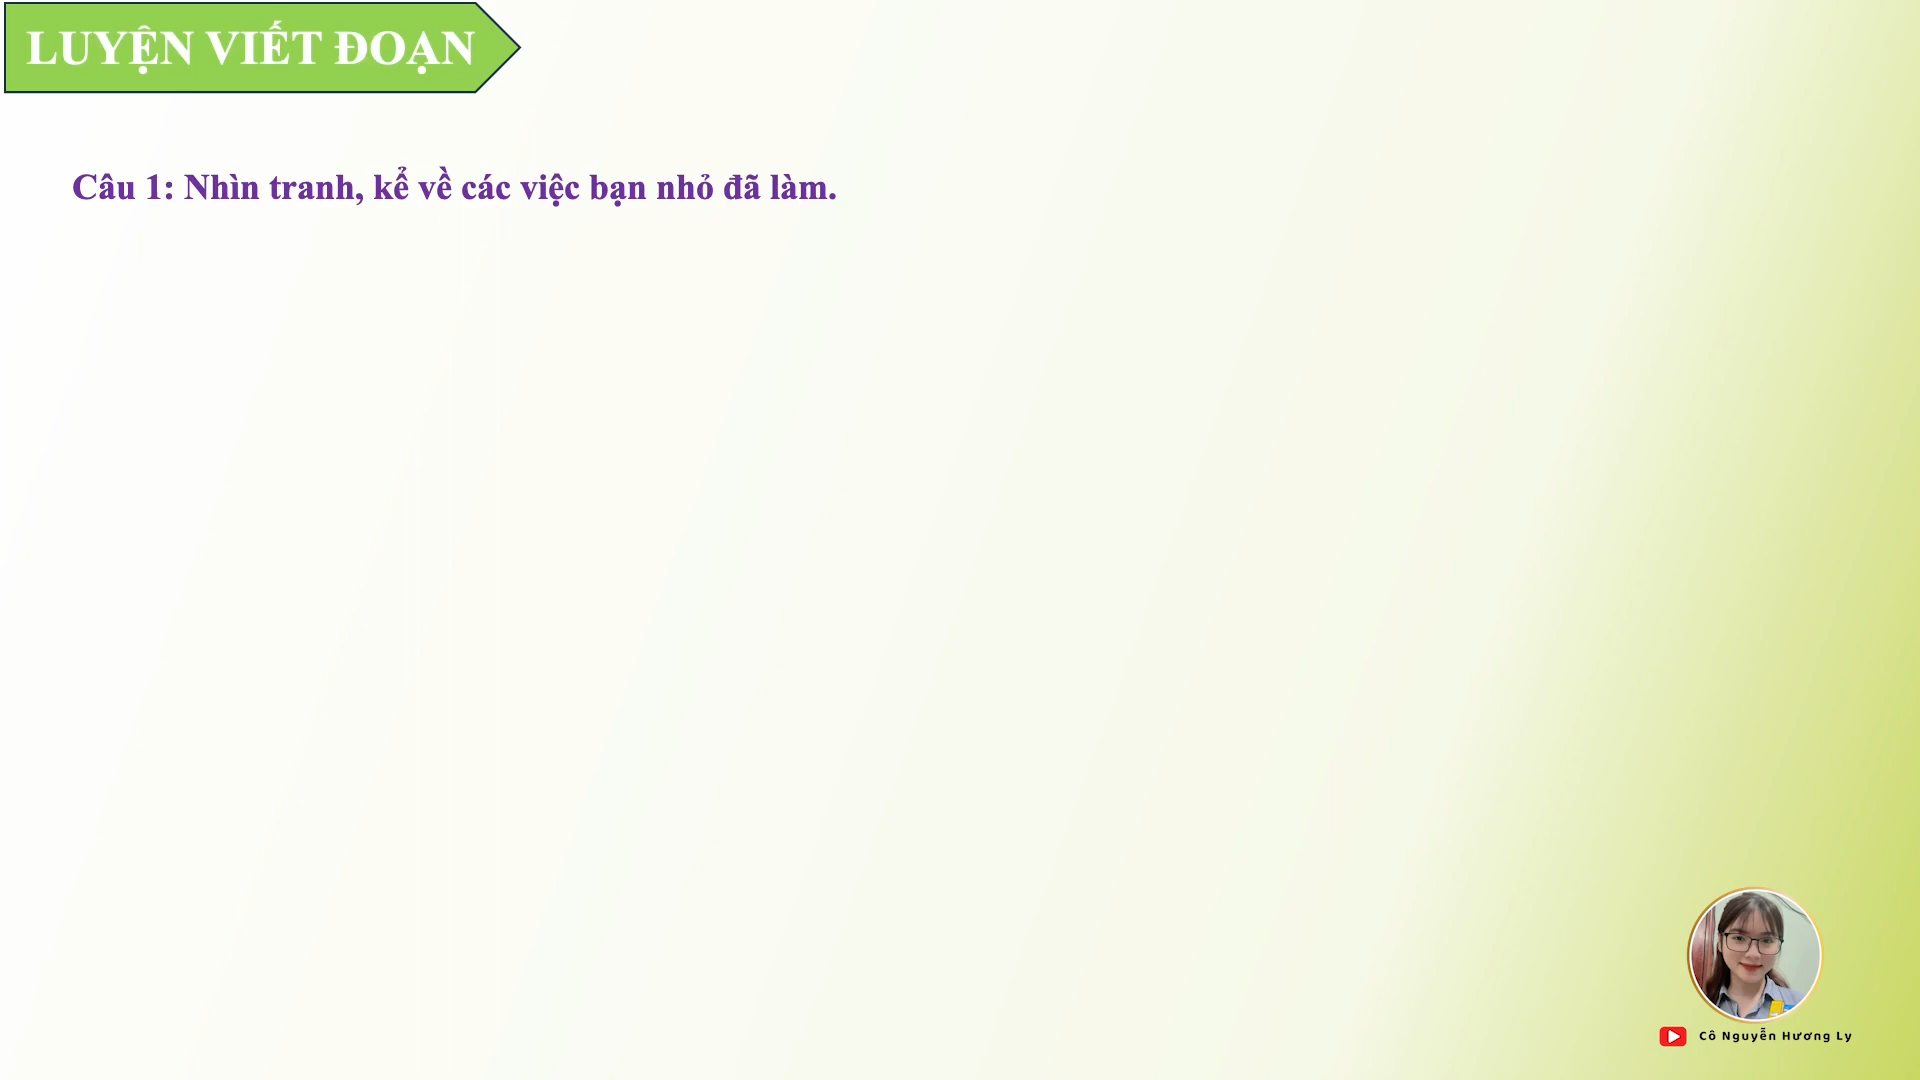 LUYỆN VIẾT ĐOẠN
Câu 1: Nhìn tranh, kể về các việc bạn nhỏ đã làm.
Cô Nguyễn Hương Ly